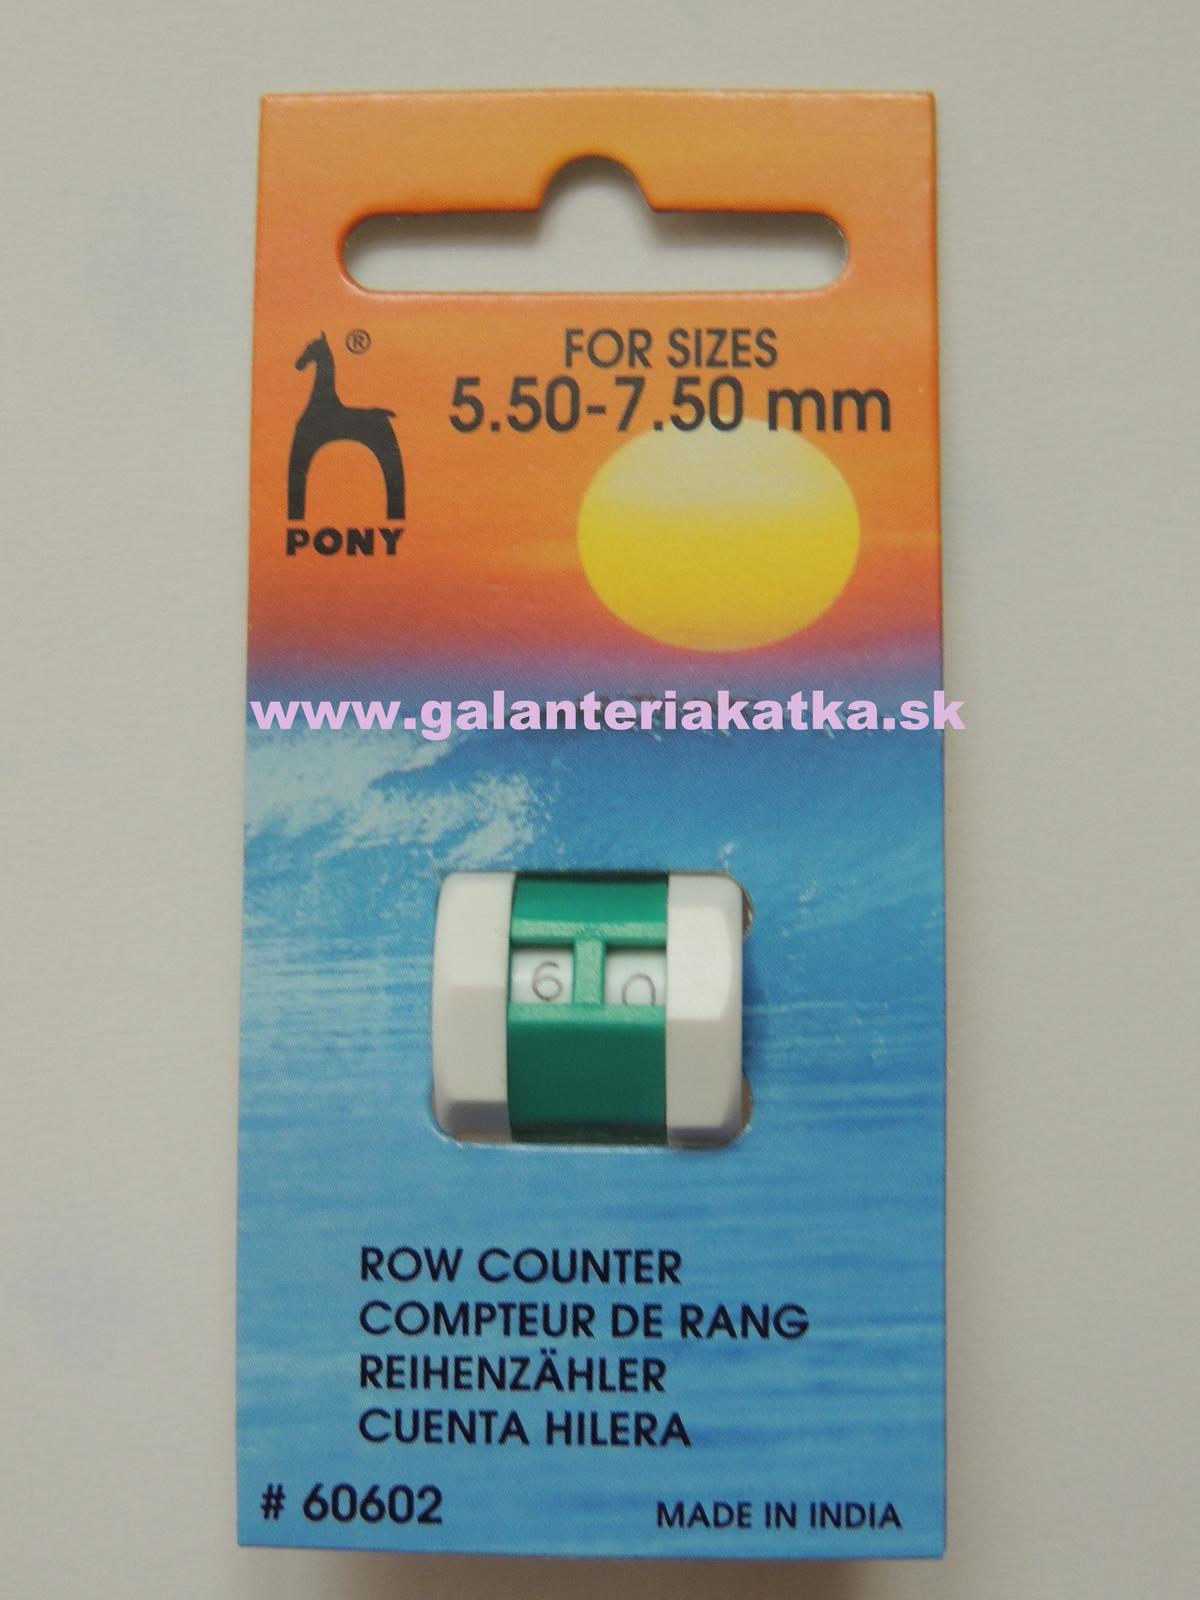 FOR SIZES
5.50-7.50 mm
®
PONY
www.galanteriakatka.sk
6 0
ROW COUNTER
COMPTEUR DE RANG
REIHENZÄHLER
CUENTA HILERA
# 60602
MADE IN INDIA